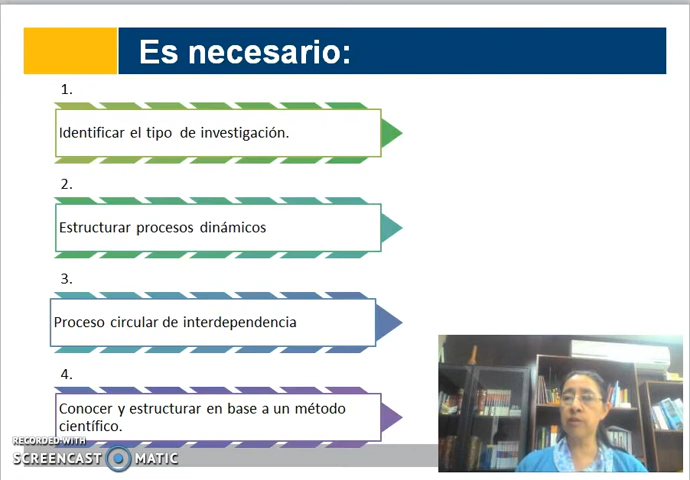 Es necesario:
1.
Identificar el tipo de investigación.
2.
Estructurar procesos dinámicos
3.
Proceso circular de interdependencia
4.
Conocer y estructurar en base a un método
científico.
RECORDED WITH
SCREENCAST MATIC